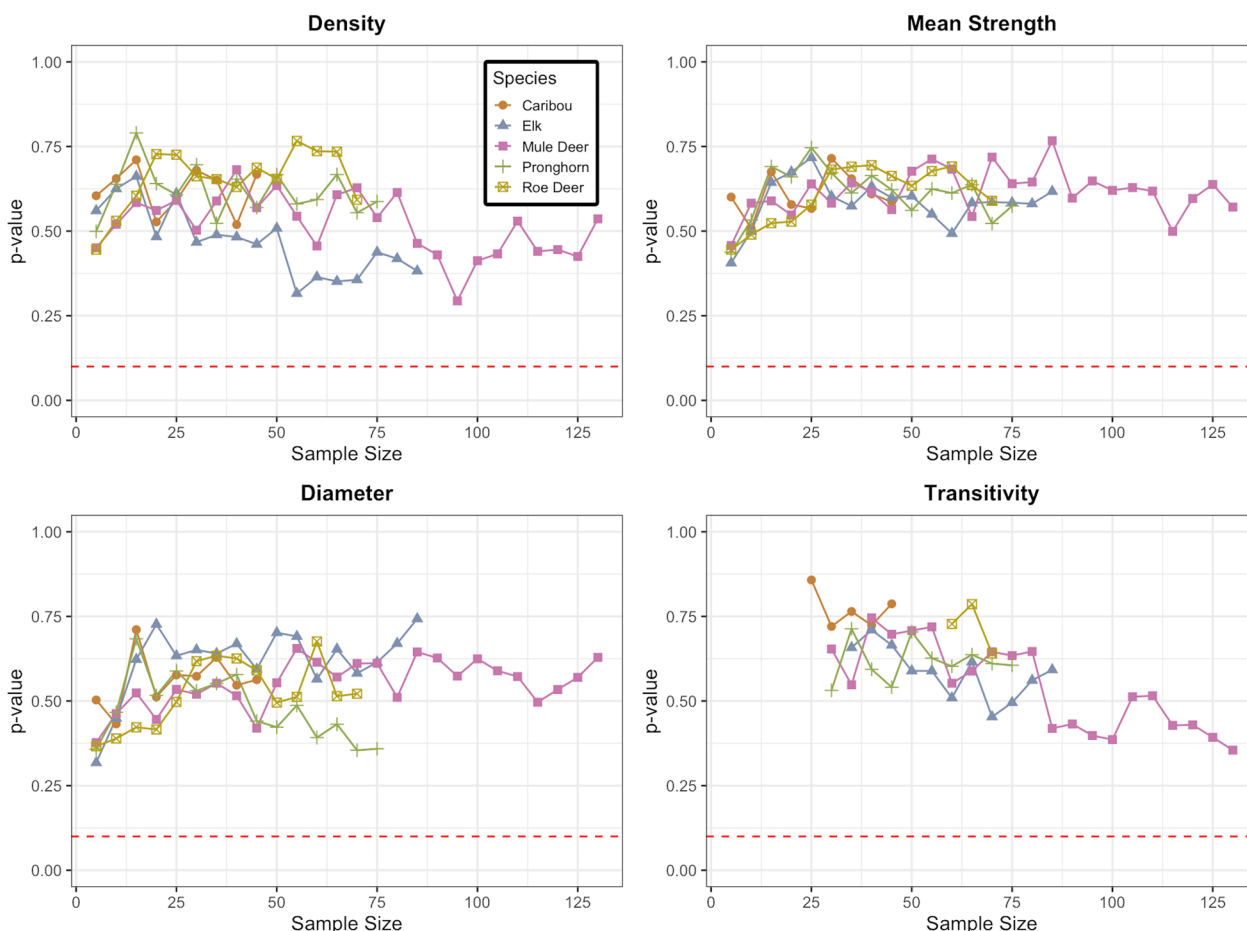 Density
p-value
1.00
0.75
0.50
0.25
0.00
0
25
50
75
100
125
Sample Size
Species
Caribou
Elk
Mule Deer
Pronghorn
Roe Deer
Mean Strength
p-value
1.00
0.75
0.50
0.25
0.00
0
25
50
75
100
125
Sample Size
Diameter
p-value
1.00
0.75
0.50
0.25
0.00
0
25
50
75
100
125
Sample Size
Transitivity
p-value
1.00
0.75
0.50
0.25
0.00
0
25
50
75
100
125
Sample Size